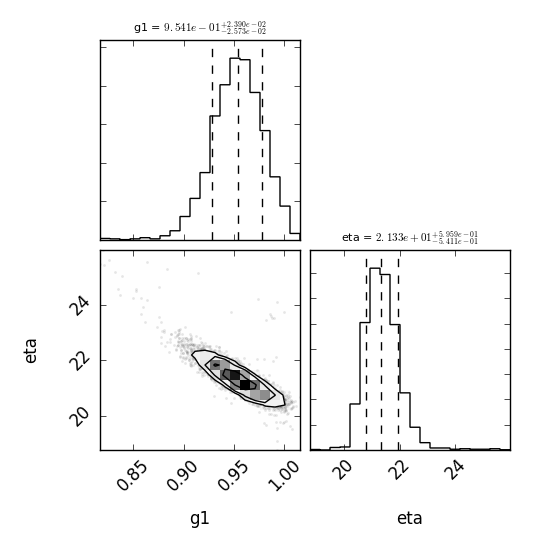 g1 = 9.541e − 01+2.390e−02−2.573e−02
eta = 2.133e + 01+5.959e−01−5.411e−01
eta
24
22
20
0.85 0.90 0.95 1.00
20 22 24
g1 eta